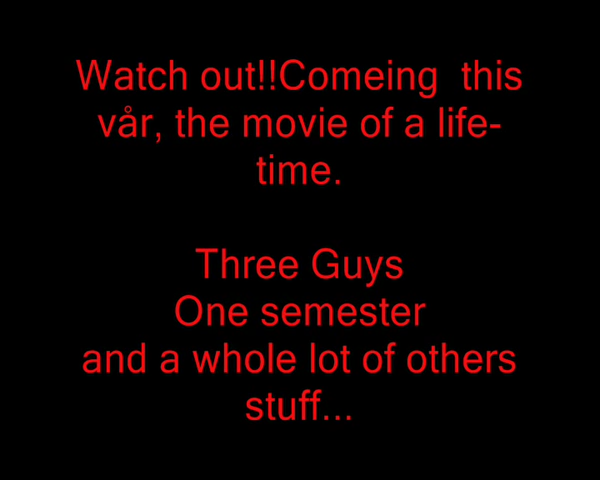 Watch out!!Comeing  this
vår, the movie of a life-
time.
Three Guys
One semester
and a whole lot of others
stuff...